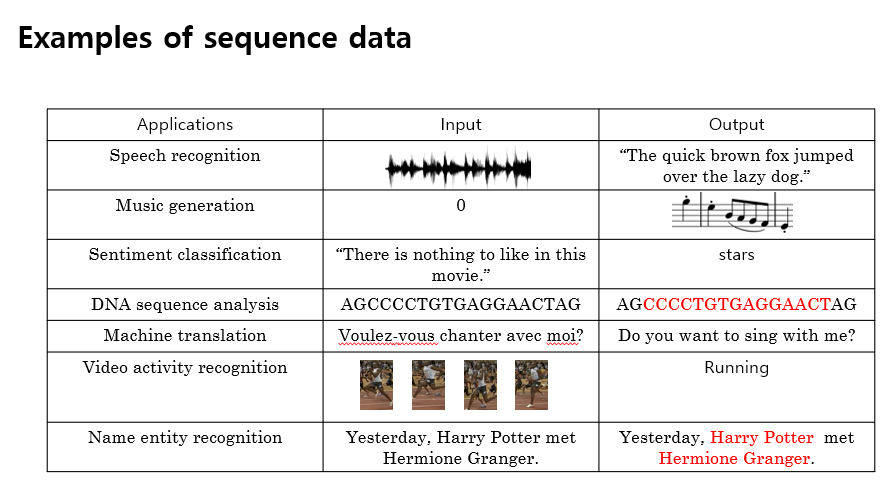 Examples of sequence data
Applications Input Output
Speech recognition “The quick brown fox jumped
over the lazy dog.”
Music generation 0
Sentiment classification “There is nothing to like in this
movie.” stars
DNA sequence analysis AGCCCCTGTGAGGAACTAG AGCCCCTGTGAGGAACTAG
Machine translation Voulez-vous chanter avec moi? Do you want to sing with me?
Video activity recognition Running
Name entity recognition Yesterday, Harry Potter met
Hermione Granger. Yesterday, Harry Potter met
Hermione Granger.